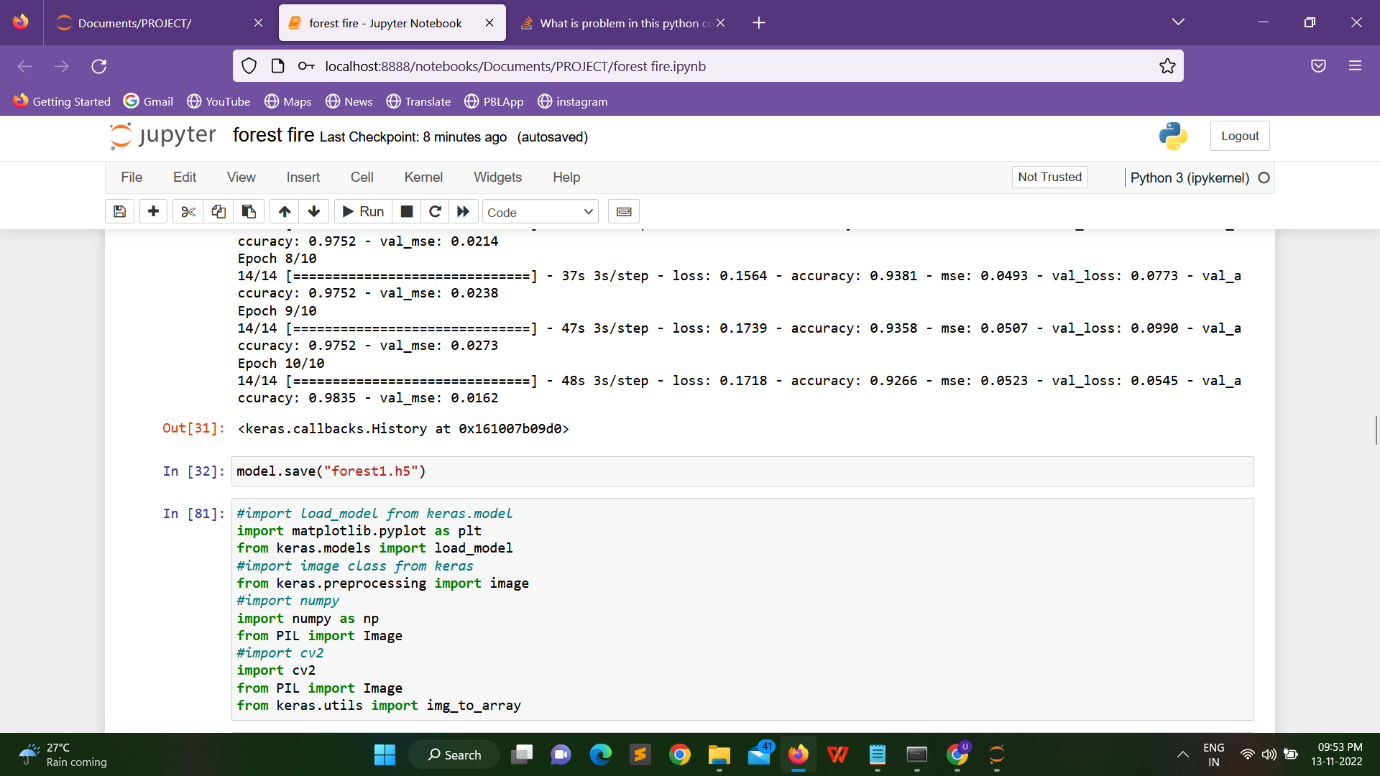 Documents/PROJECT/
forest fire - Jupyter Notebook
What is problem in this python co
localhost:8888/notebooks/Documents/PROJECT/forest fire.ipynb
Getting Started Gmail YouTube Maps News Translate PBLApp instagram
jupyter forest fire Last Checkpoint: 8 minutes ago (autosaved)
Logout
File Edit View Insert Cell Kernel Widgets Help
Not Trusted
Python 3 (ipykernel)
Run
Code
ccuracy: 0.9752 - val_mse: 0.0214
Epoch 8/10
14/14 [==============================] - 37s 3s/step - loss: 0.1564 - accuracy: 0.9381 - mse: 0.0493 - val_loss: 0.0773 - val_a
ccuracy: 0.9752 - val_mse: 0.0238
Epoch 9/10
14/14 [==============================] - 47s 3s/step - loss: 0.1739 - accuracy: 0.9358 - mse: 0.0507 - val_loss: 0.0990 - val_a
ccuracy: 0.9752 - val_mse: 0.0273
Epoch 10/10
14/14 [==============================] - 48s 3s/step - loss: 0.1718 - accuracy: 0.9266 - mse: 0.0523 - val_loss: 0.0545 - val_a
ccuracy: 0.9835 - val_mse: 0.0162
Out[31]: <keras.callbacks.History at 0x161007b09d0>
In [32]: model.save("forest1.h5")
In [81]: #import load_model from keras.model
import matplotlib.pyplot as plt
from keras.models import load_model
#import image class from keras
from keras.preprocessing import image
#import numpy
import numpy as np
from PIL import Image
#import cv2
import cv2
from PIL import Image
from keras.utils import img_to_array
27°C
Rain coming
Search
41
U
ENG
IN
09:53 PM
13-11-2022